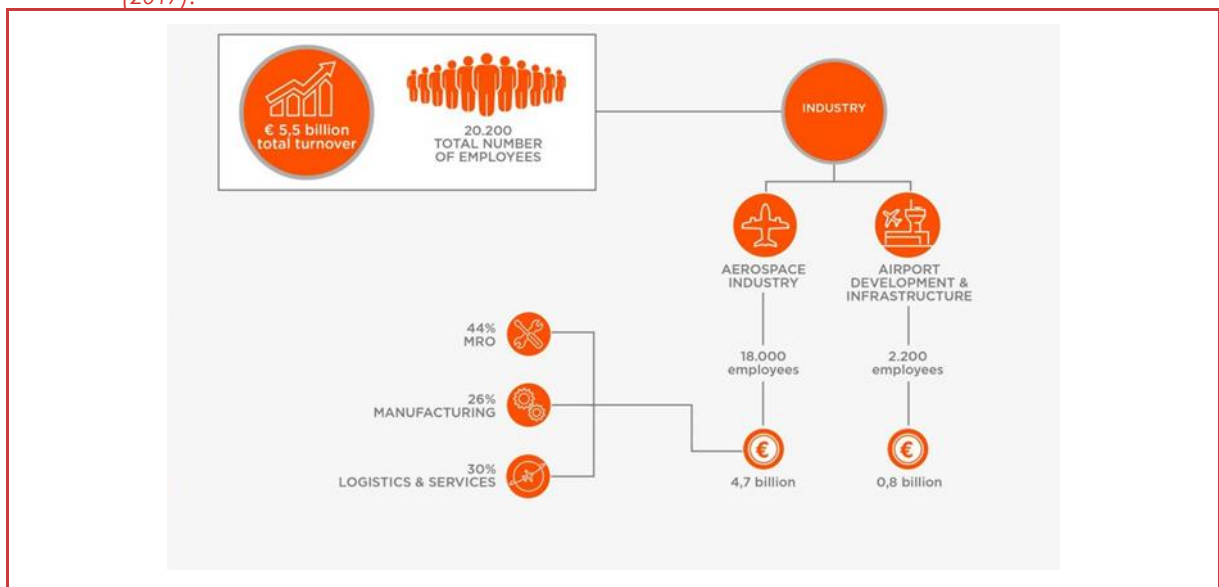 (2017).
€ 5,5 billion
total turnover
20.200
TOTAL NUMBER
OF EMPLOYEES
INDUSTRY
AEROSPACE
INDUSTRY
AIRPORT
DEVELOPMENT &
INFRASTRUCTURE
44%
MRO
18.000
employees
2.200
employees
26%
MANUFACTURING
30%
LOGISTICS & SERVICES
€
4,7 billion
€
0,8 billion